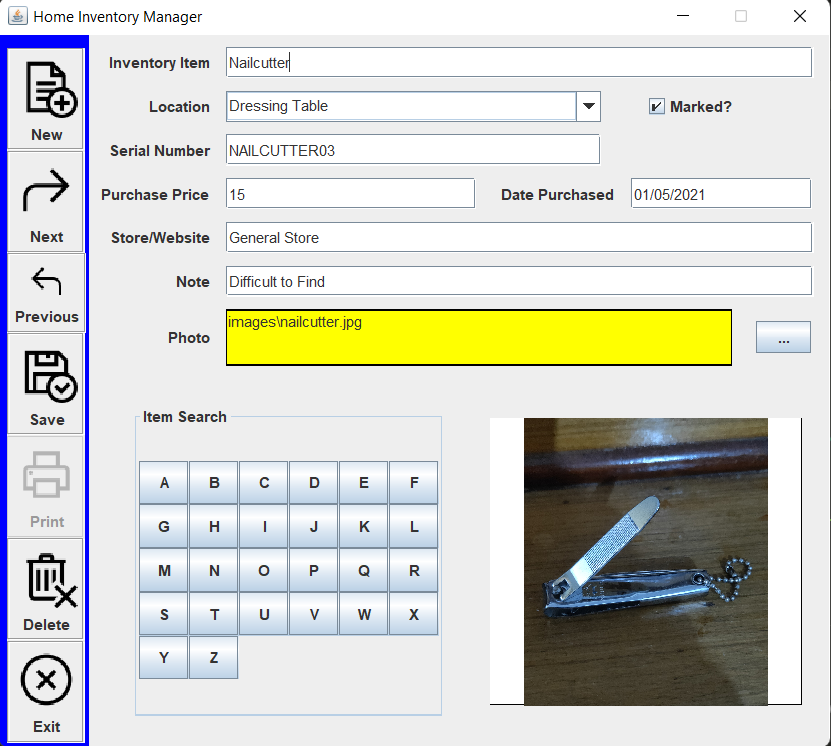 Home Inventory Manager
New
Next
Previous
Save
Print
Delete
Exit
Inventory Item Nailcutter
Location Dressing Table Marked?
Serial Number NAILCUTTER03
Purchase Price 15 Date Purchased 01/05/2021
Store/Website General Store
Note Difficult to Find
Photo images\nailcutter.jpg ...
Item Search
A B C D E F
G H I J K L
M N O P Q R
S T U V W X
Y Z